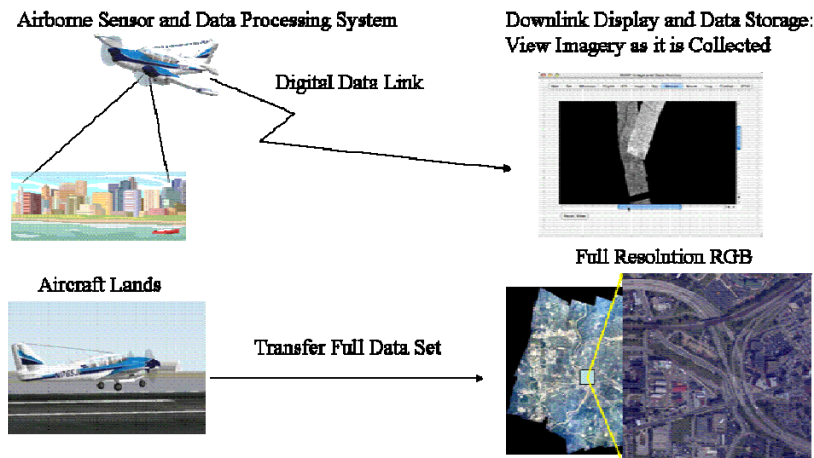 Airborne Sensor and Data Processing System
Downlink Display and Data Storage:
View Imagery as it is Collected
Digital Data Link
Full Resolution RGB
Aircraft Lands
Transfer Full Data Set